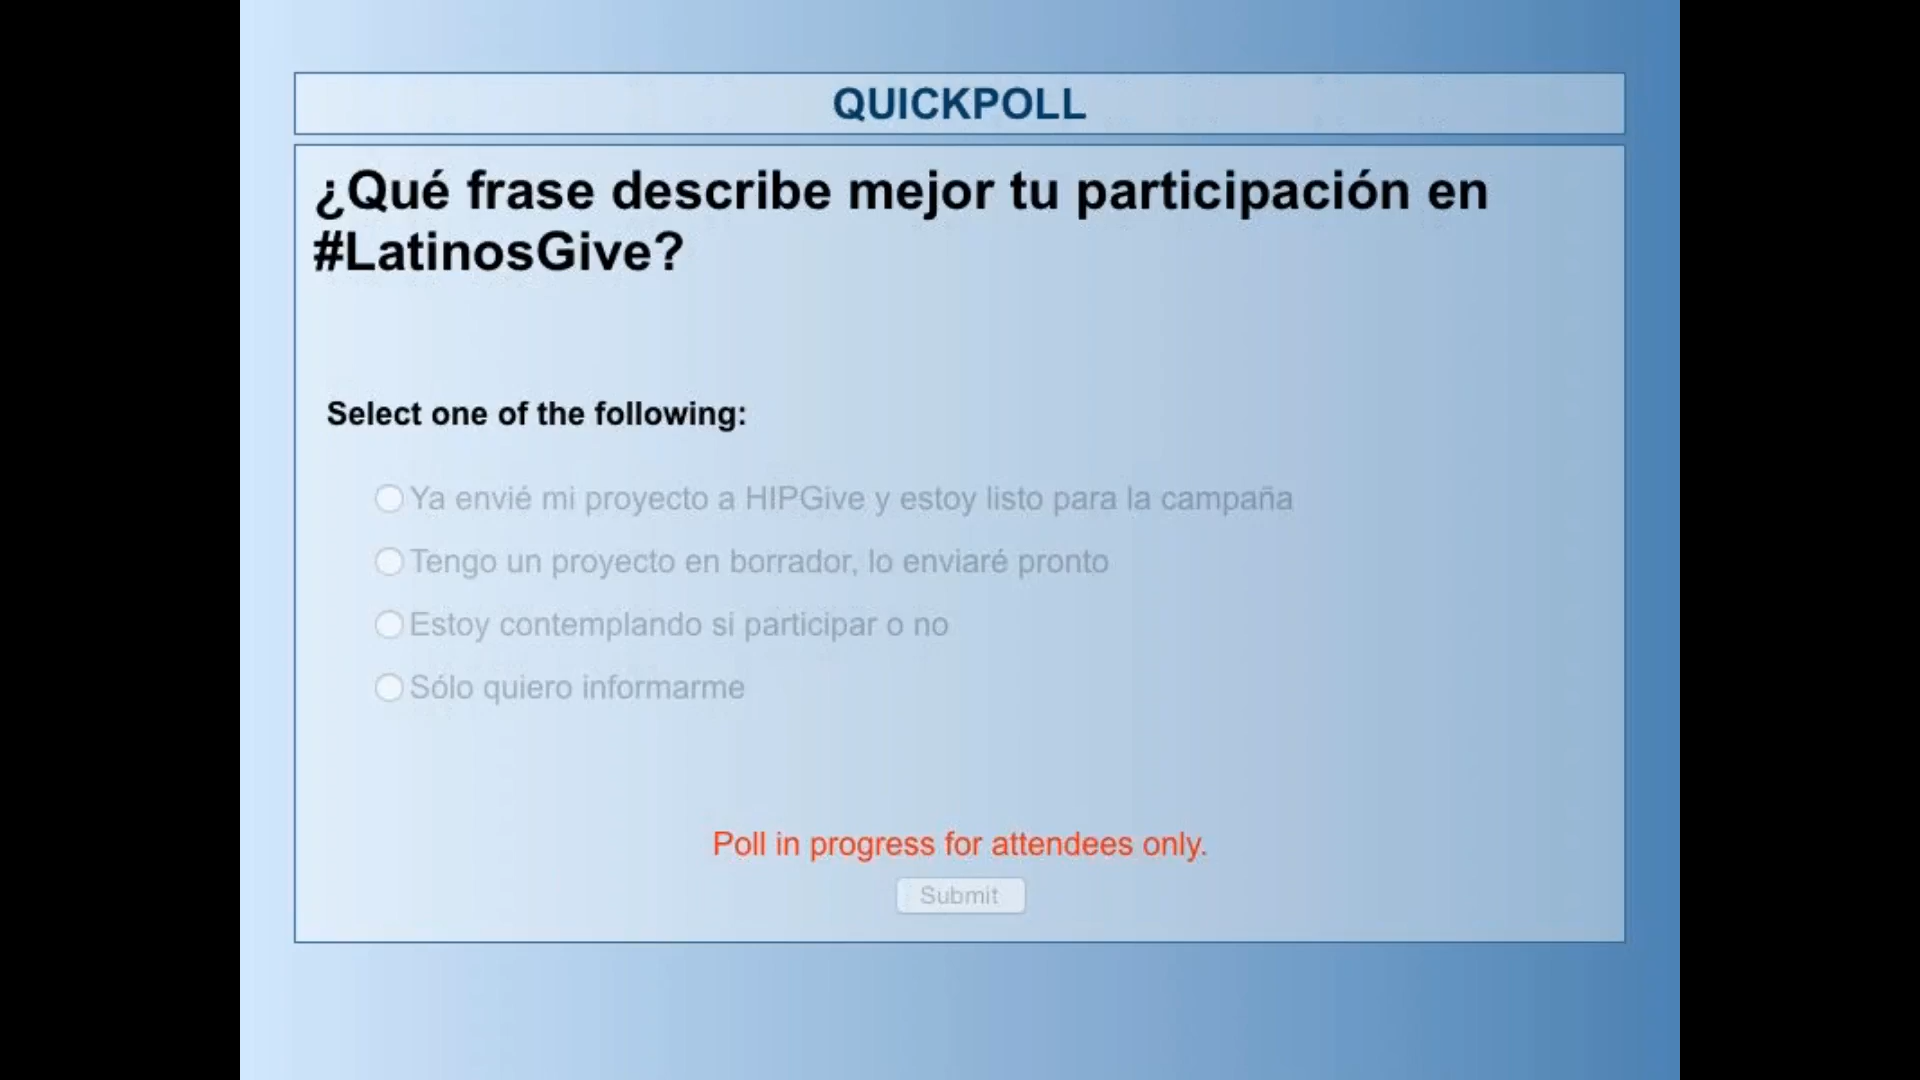 QUICKPOLL
¿Qué frase describe mejor tu participación en
#LatinosGive?
Select one of the following:
Ya envié mi proyecto a HIPGive y estoy listo para la campaña
Tengo un proyecto en borrador, lo enviaré pronto
Estoy contemplando si participar o no
Sólo quiero informarme
Poll in progress for attendees only.
Submit